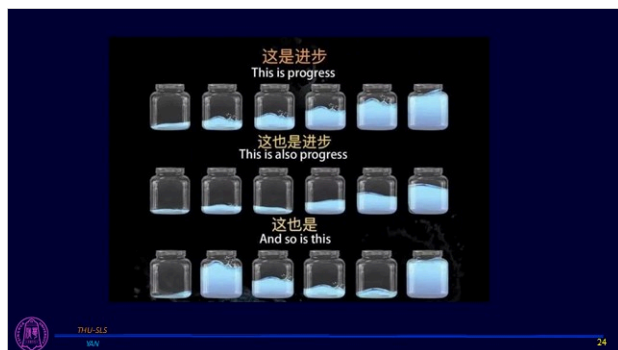 这是进步
This is progress
这也是进步
This is also progress
这也是
And so is this
THU-SLS
YAN
24